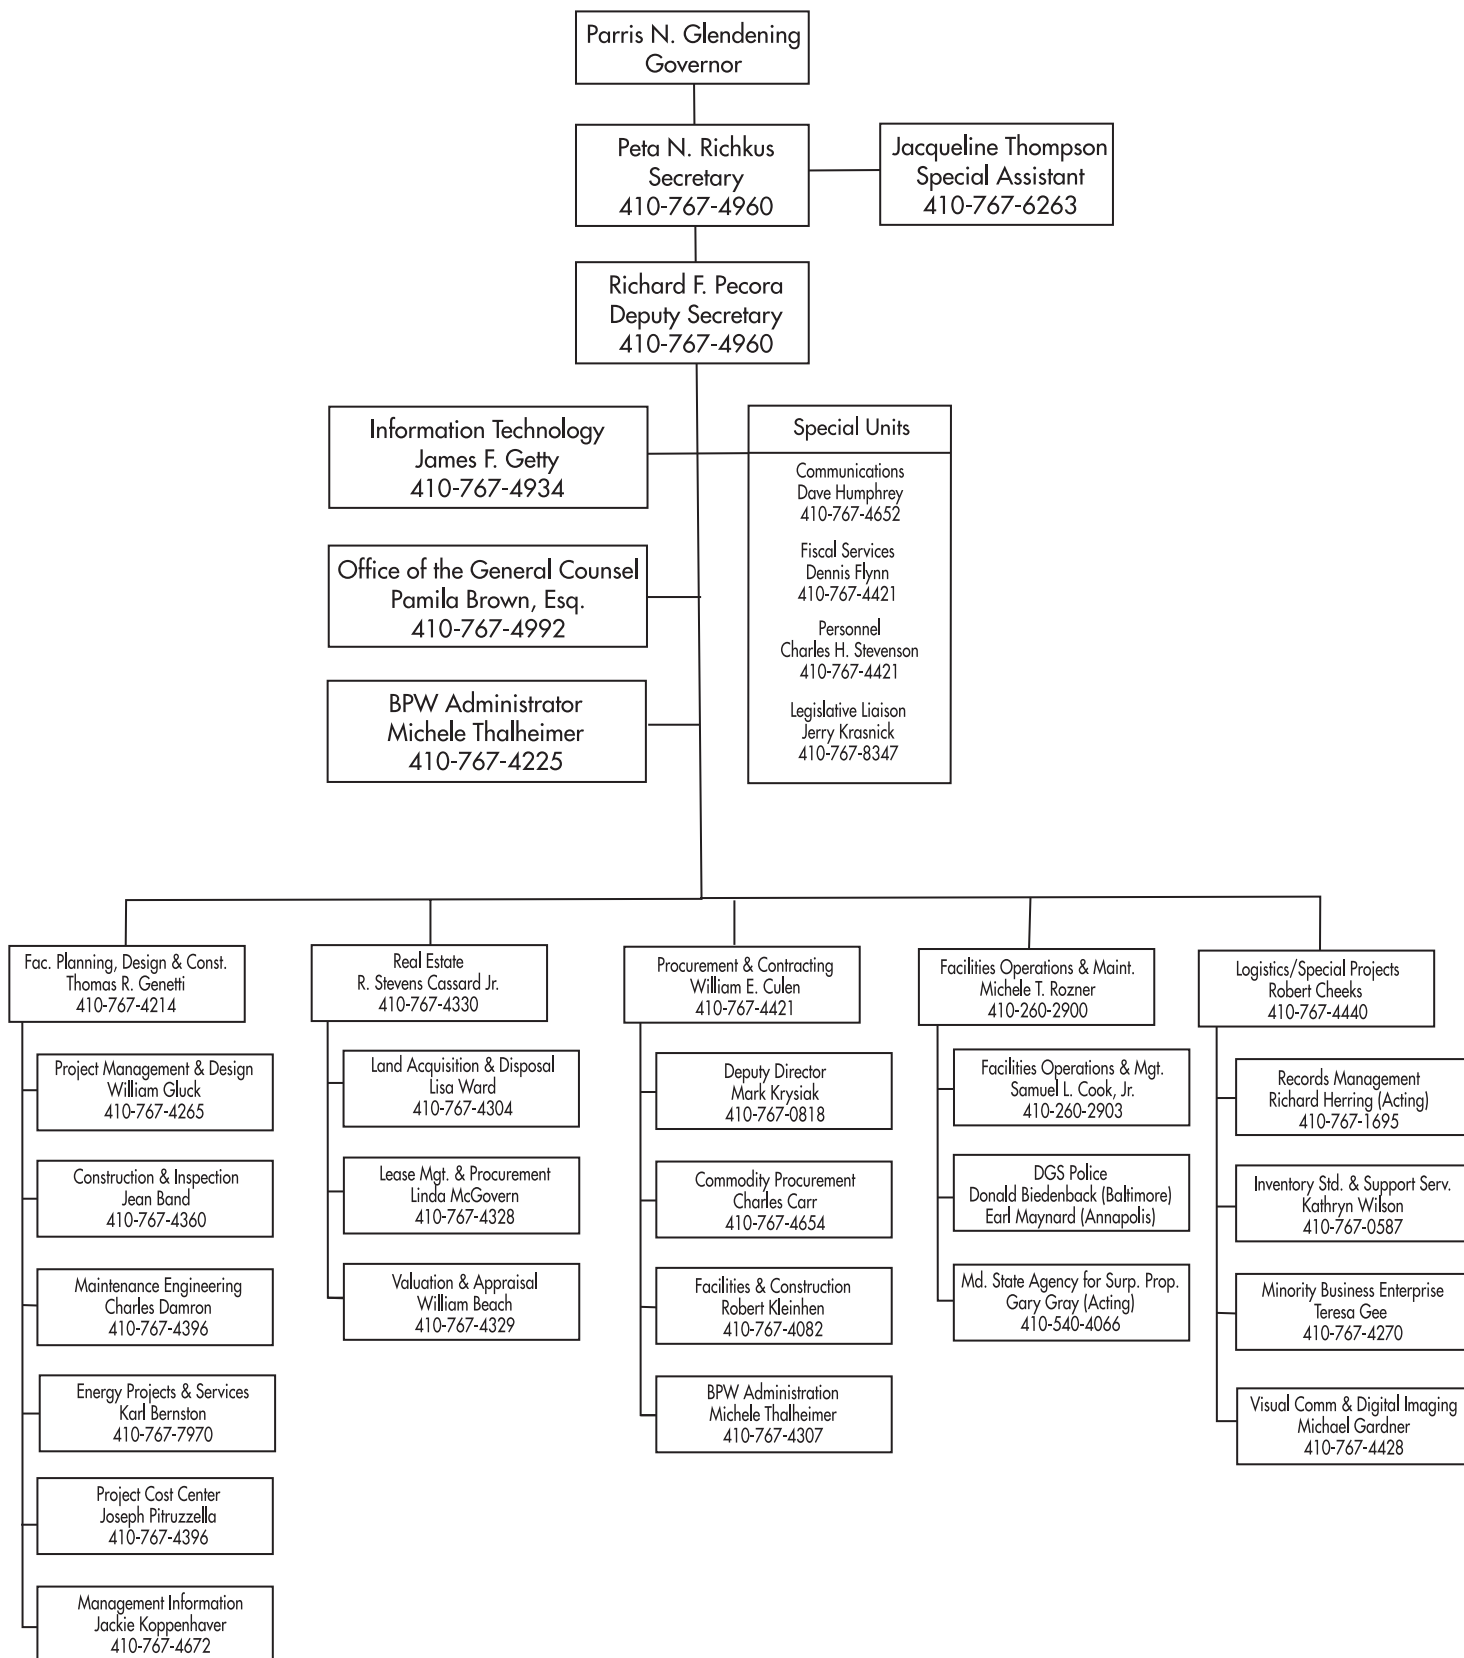 Parris N. Glendening
Governor
Peta N. Richkus
Secretary
410-767-4960
Jacqueline Thompson
Special Assistant
410-767-6263
Richard F. Pecora
Deputy Secretary
410-767-4960
Information Technology
James F. Getty
410-767-4934
Office of the General Counsel
Pamila Brown, Esq.
410-767-4992
BPW Administrator
Michele Thalheimer
410-767-4225
Special Units
Communications
Dave Humphrey
410-767-4652
Fiscal Services
Dennis Flynn
410-767-4421
Personnel
Charles H. Stevenson
410-767-4421
Legislative Liaison
Jerry Krasnick
410-767-8347
Fac. Planning, Design & Const.
Thomas R. Genetti
410-767-4214
Project Management & Design
William Gluck
410-767-4265
Construction & Inspection
Jean Band
410-767-4360
Maintenance Engineering
Charles Damron
410-767-4396
Energy Projects & Services
Karl Bernston
410-767-7970
Project Cost Center
Joseph Pitruzzella
410-767-4396
Management Information
Jackie Koppenhaver
410-767-4672
Real Estate
R. Stevens Cassard Jr.
410-767-4330
Land Acquisition & Disposal
Lisa Ward
410-767-4304
Lease Mgt. & Procurement
Linda McGovern
410-767-4328
Valuation & Appraisal
William Beach
410-767-4329
Procurement & Contracting
William E. Culen
410-767-4421
Deputy Director
Mark Krysiak
410-767-0818
Commodity Procurement
Charles Carr
410-767-4654
Facilities & Construction
Robert Kleinhen
410-767-4082
BPW Administration
Michele Thalheimer
410-767-4307
Facilities Operations & Maint.
Michele T. Rozner
410-260-2900
Facilities Operations & Mgt.
Samuel L. Cook, Jr.
410-260-2903
DGS Police
Donald Biedenback (Baltimore)
Earl Maynard (Annapolis)
Md. State Agency for Surp. Prop.
Gary Gray (Acting)
410-540-4066
Logistics/Special Projects
Robert Cheeks
410-767-4440
Records Management
Richard Herring (Acting)
410-767-1695
Inventory Std. & Support Serv.
Kathryn Wilson
410-767-0587
Minority Business Enterprise
Teresa Gee
410-767-4270
Visual Comm & Digital Imaging
Michael Gardner
410-767-4428